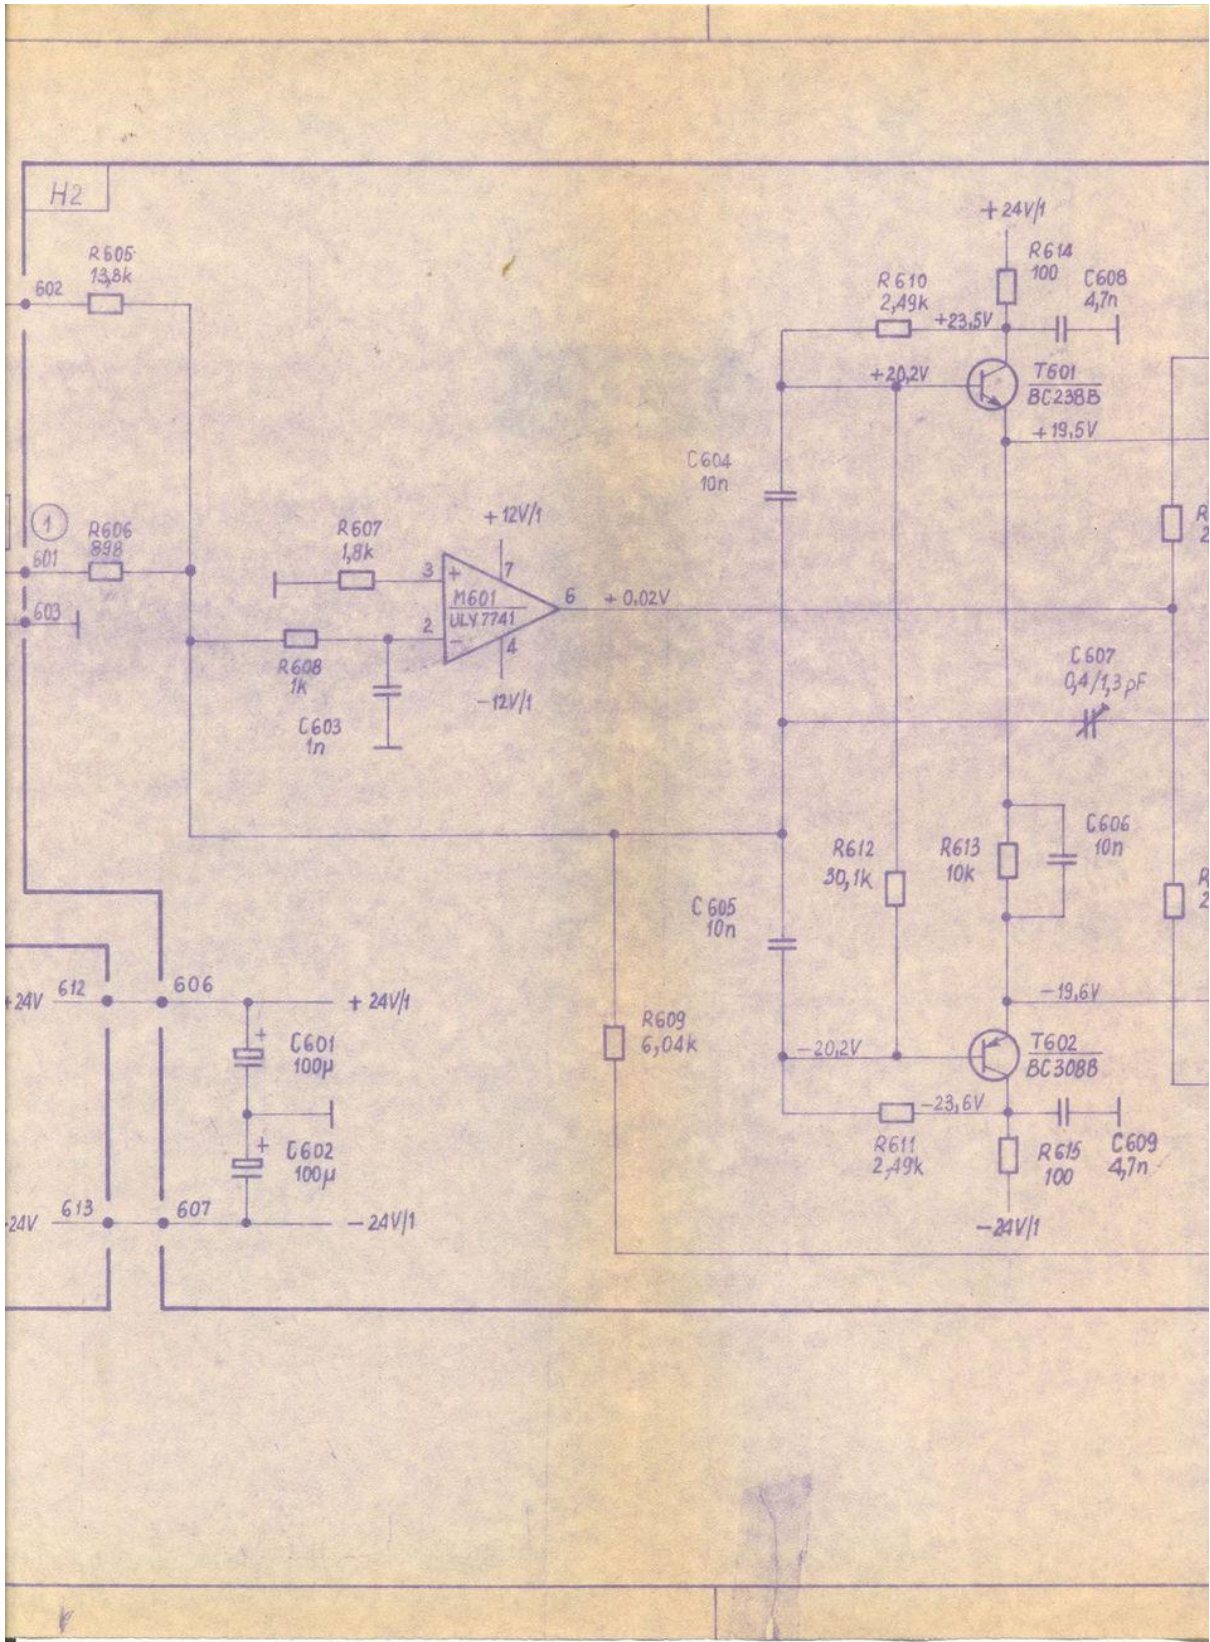 H2
R605
13,8k
602
1
R606
898
601
603
R607
1,8k
+12V/1
3
+
7
M601
ULY7741
6
+0,02V
2
−
4
-12V/1
R608
1k
C603
1n
+24V/1
R614
100
C608
4,7n
R610
2,49k
+23,5V
+20,2V
T601
BC238B
+19,5V
C604
10n
R
2
C607
0,4/1,3pF
C606
10n
R612
30,1k
R613
10k
R
2
C605
10n
+24V
612
606
+24V/1
+
C601
100µ
+
C602
100µ
-24V
613
607
-24V/1
R609
6,04k
-19,6V
-20,2V
T602
BC308B
-23,6V
R611
2,49k
R615
100
C609
4,7n
-24V/1